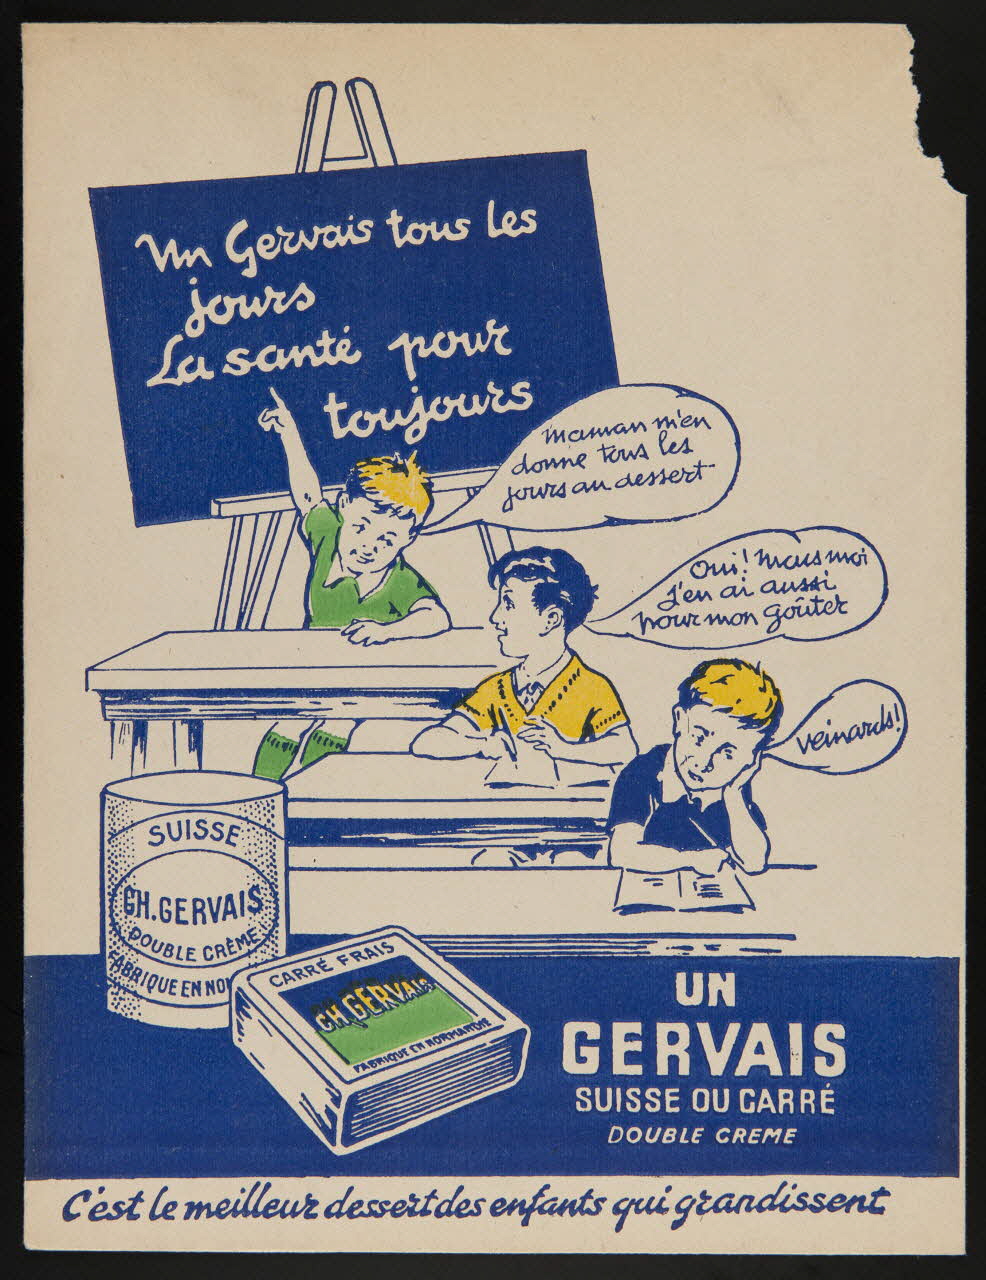 Un Gervais tous les
jours
La santé pour
toujours
maman m'en
donne tous les
jours au dessert
Oui! mais moi
j'en ai aussi
pour mon goûter
veinards!
SUISSE
CH. GERVAIS
DOUBLE CRÈME
FABRIQUE EN NO
CARRÉ FRAIS
CH. GERVAIS
FABRIQUE EN NORMANDIE
UN
GERVAIS
SUISSE OU CARRÉ
DOUBLE CREME
C'est le meilleur dessert des enfants qui grandissent